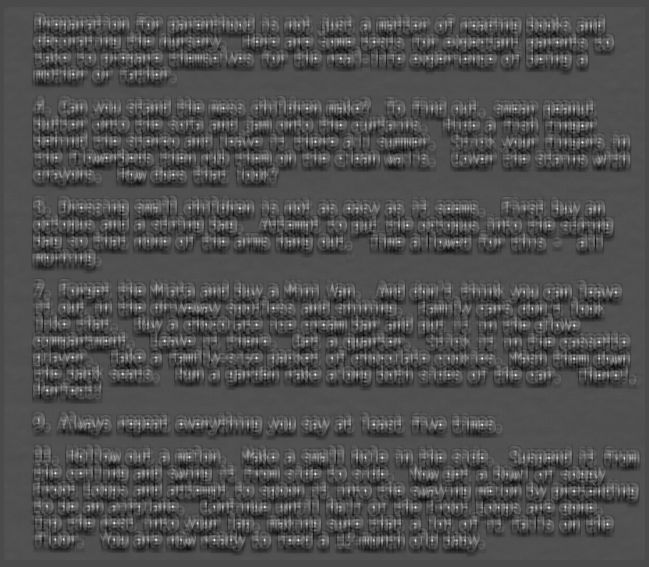 Preparation for parenthood is not just a matter of reading books and
decorating the nursery. Here are some tests for expectant parents to
take to prepare themselves for the real-life experience of being a
mother or father.
4. Can you stand the mess children make? To find out, smear peanut
butter onto the sofa and jam onto the curtains. Hide a fish finger
behind the stereo and leave it there all summer. Stick your fingers in
the flowerbeds then rub them on the clean walls. Cover the stains with
crayons. How does that look?
6. Dressing small children is not as easy as it seems. First buy an
octopus and a string bag. Attempt to put the octopus into the string
bag so that none of the arms hang out. Time allowed for this - all
morning.
7. Forget the Miata and buy a Mini Van. And don't think you can leave
it out in the driveway spotless and shining. Family cars don't look
like that. Buy a chocolate ice cream bar and put it in the glove
compartment. Leave it there. Get a quarter. Stick it in the cassette
player. Take a family-size packet of chocolate cookies. Mash them down
the back seats. Run a garden rake along both sides of the car. There.
Perfect.
9. Always repeat everything you say at least five times.
11. Hollow out a melon. Make a small hole in the side. Suspend it from
the ceiling and swing it from side to side. Now get a bowl of soggy
Froot Loops and attempt to spoon it into the swaying melon by pretending
to be an airplane. Continue until half of the Froot Loops are gone.
Tip the rest into your lap, making sure that a lot of it falls on the
floor. You are now ready to feed a 12-month old baby.